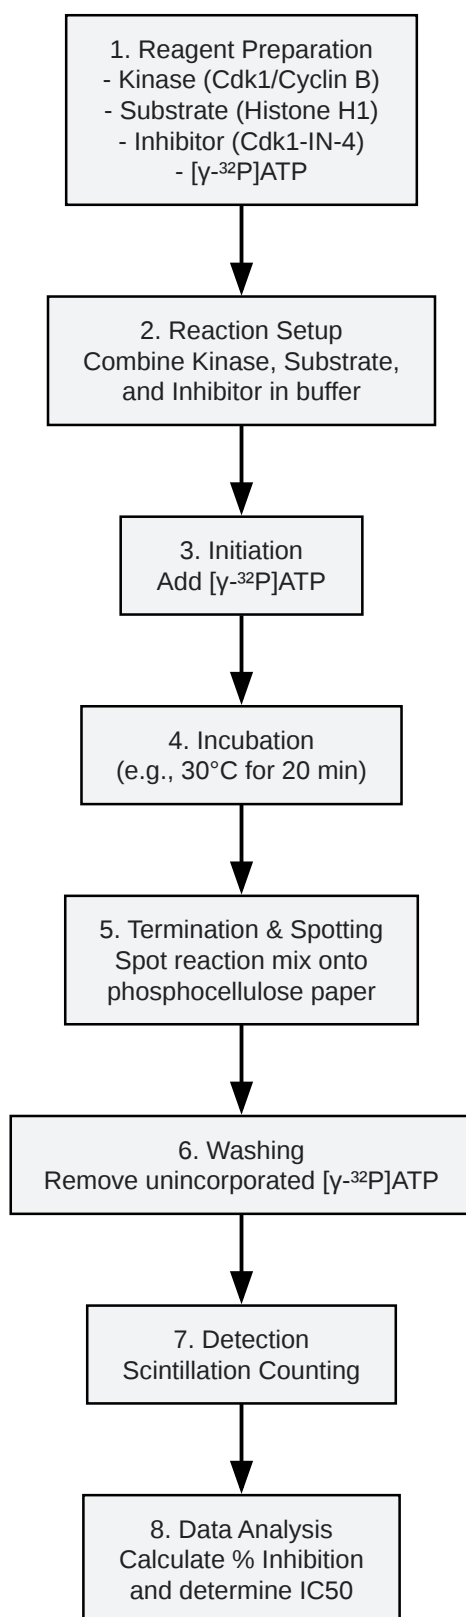 1. Reagent Preparation
- Kinase (Cdk1/Cyclin B)
- Substrate (Histone H1)
- Inhibitor (Cdk1-IN-4)
- [γ-³²P]ATP
2. Reaction Setup
Combine Kinase, Substrate,
and Inhibitor in buffer
3. Initiation
Add [γ-³²P]ATP
4. Incubation
(e.g., 30°C for 20 min)
5. Termination & Spotting
Spot reaction mix onto
phosphocellulose paper
6. Washing
Remove unincorporated [γ-³²P]ATP
7. Detection
Scintillation Counting
8. Data Analysis
Calculate % Inhibition
and determine IC50